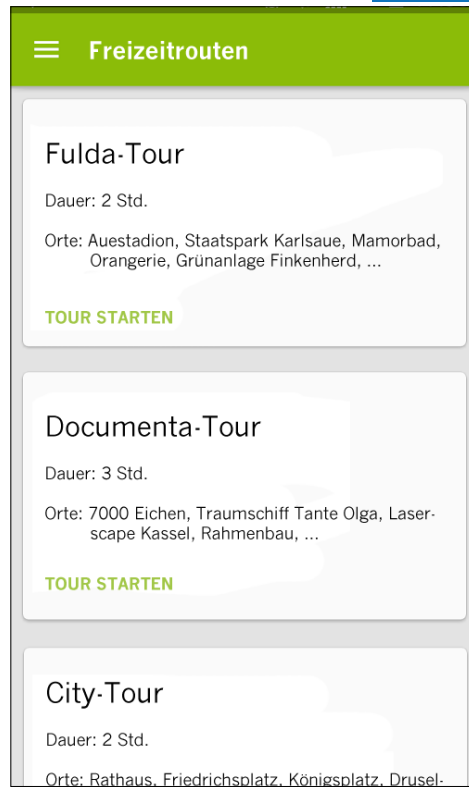 Freizeitrouten
Fulda-Tour
Dauer: 2 Std.
Orte: Auestadion, Staatspark Karlsaue, Mamorbad,
Orangerie, Grünanlage Finkenherd, ...
TOUR STARTEN
Documenta-Tour
Dauer: 3 Std.
Orte: 7000 Eichen, Traumschiff Tante Olga, Laser-
scape Kassel, Rahmenbau, ...
TOUR STARTEN
City-Tour
Dauer: 2 Std.
Orte: Rathaus, Friedrichsplatz, Königsplatz, Drusel-